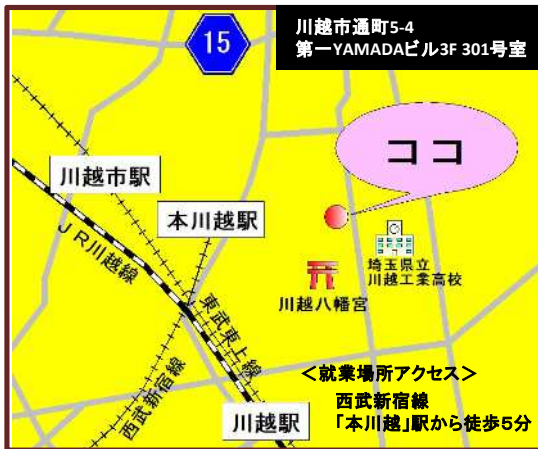 川越市通町5-4
第一YAMADAビル3F 301号室
15
ココ
川越市駅
本川越駅
JR川越線
埼玉県立
川越工業高校
川越八幡宮
東武東上線
西武新宿線
川越駅
＜就業場所アクセス＞
西武新宿線
「本川越」駅から徒歩5分